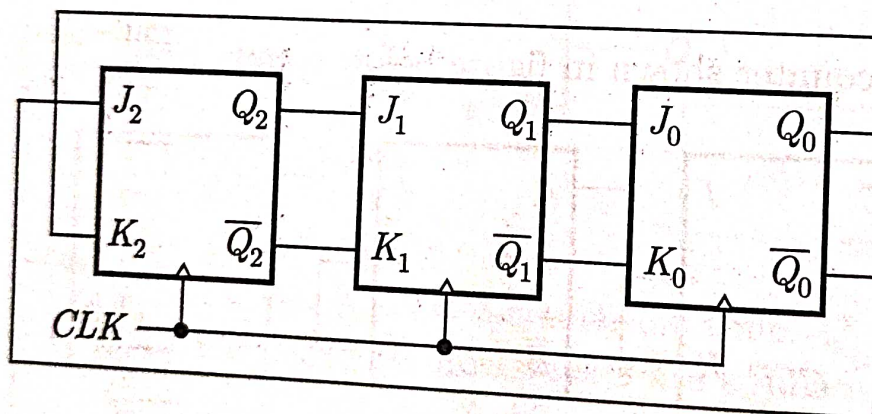 J₂ Q₂ J₁ Q₁ J₀ Q₀
K₂ Q̅₂ K₁ Q̅₁ K₀ Q̅₀
CLK